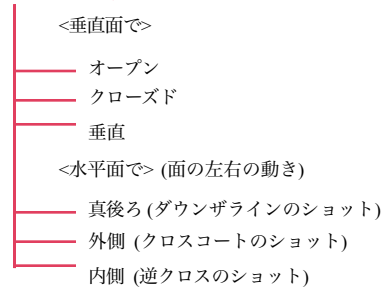 <垂直面で>
オープン
クローズド
垂直
<水平面で> (面の左右の動き)
真後ろ (ダウンザラインのショット)
外側 (クロスコートのショット)
内側 (逆クロスのショット)